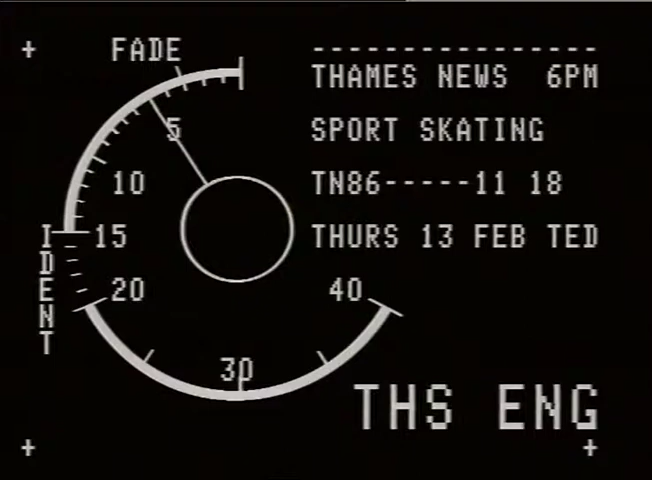 FADE
----------------
THAMES NEWS 6PM
5
SPORT SKATING
10
TN86-----11 18
15
THURS 13 FEB TED
IDENT
20
40
30
THS ENG